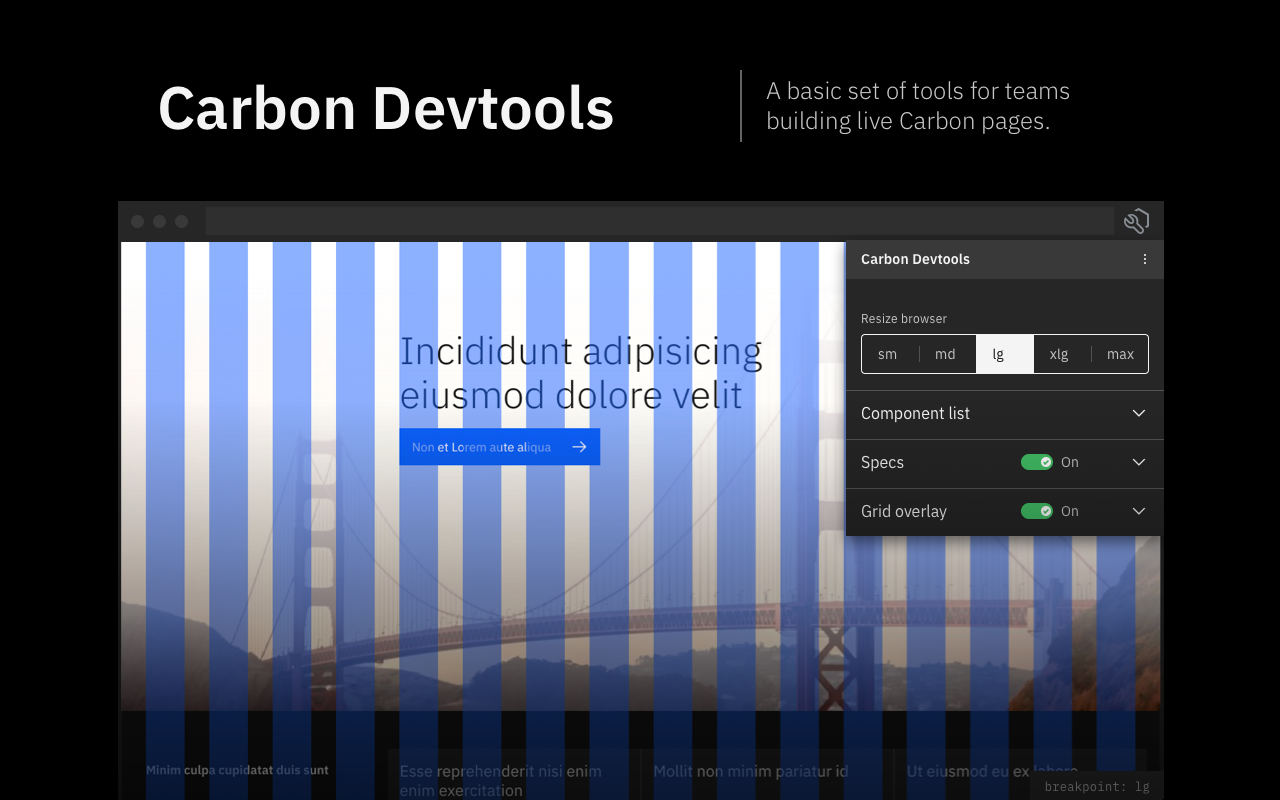 Carbon Devtools
A basic set of tools for teams
building live Carbon pages.
Carbon Devtools
Resize browser
sm md lg xlg max
Component list
Specs On
Grid overlay On
Incididunt adipisicing
eiusmod dolore velit
Non et Lorem aute aliqua
Minim culpa cupidatat duis sunt
Esse reprehenderit nisi enim
enim exercitation
Mollit non minim pariatur id
Ut eiusmod eu ex labore
breakpoint: lg